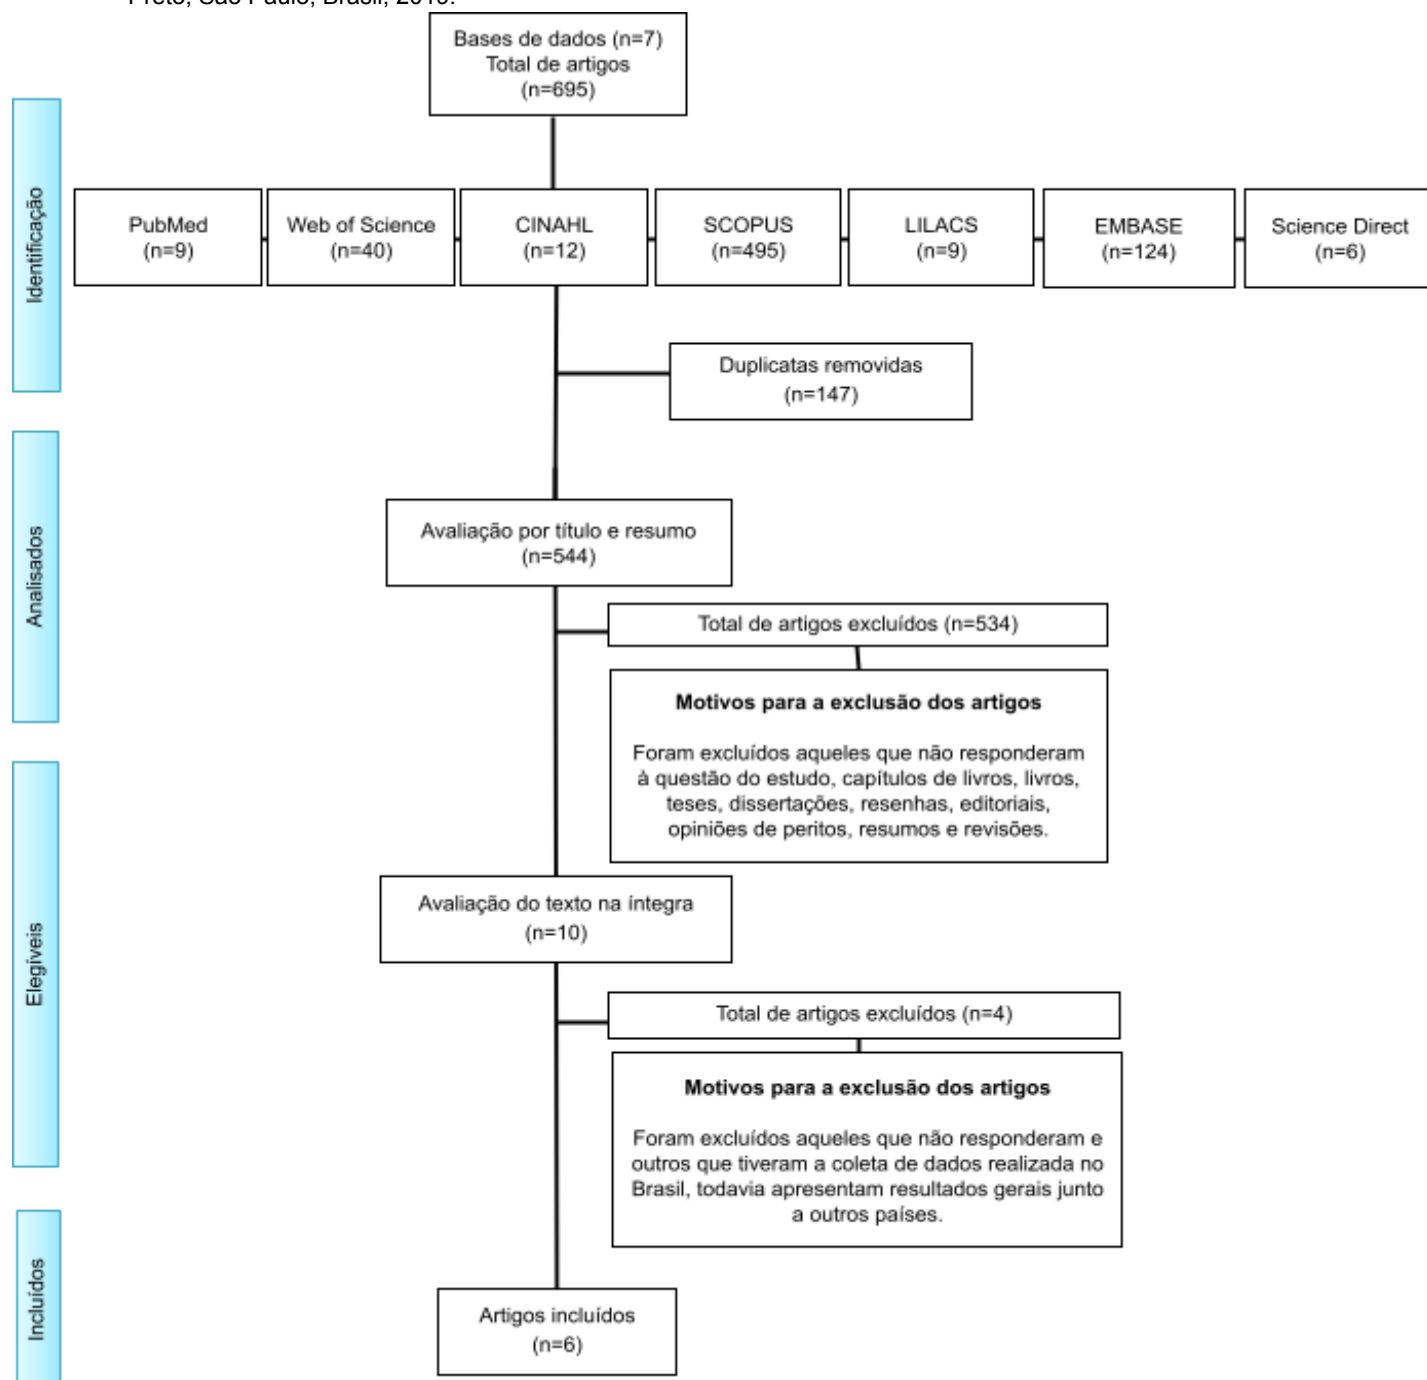 Preto, São Paulo, Brasil, 2019.
Bases de dados (n=7)
Total de artigos
(n=695)
Identificação
PubMed
(n=9)
Web of Science
(n=40)
CINAHL
(n=12)
SCOPUS
(n=495)
LILACS
(n=9)
EMBASE
(n=124)
Science Direct
(n=6)
Duplicatas removidas
(n=147)
Analisados
Avaliação por título e resumo
(n=544)
Total de artigos excluídos (n=534)
Motivos para a exclusão dos artigos
Foram excluídos aqueles que não responderam
à questão do estudo, capítulos de livros, livros,
teses, dissertações, resenhas, editoriais,
opiniões de peritos, resumos e revisões.
Elegíveis
Avaliação do texto na íntegra
(n=10)
Total de artigos excluídos (n=4)
Motivos para a exclusão dos artigos
Foram excluídos aqueles que não responderam e
outros que tiveram a coleta de dados realizada no
Brasil, todavia apresentam resultados gerais junto
a outros países.
Incluídos
Artigos incluídos
(n=6)